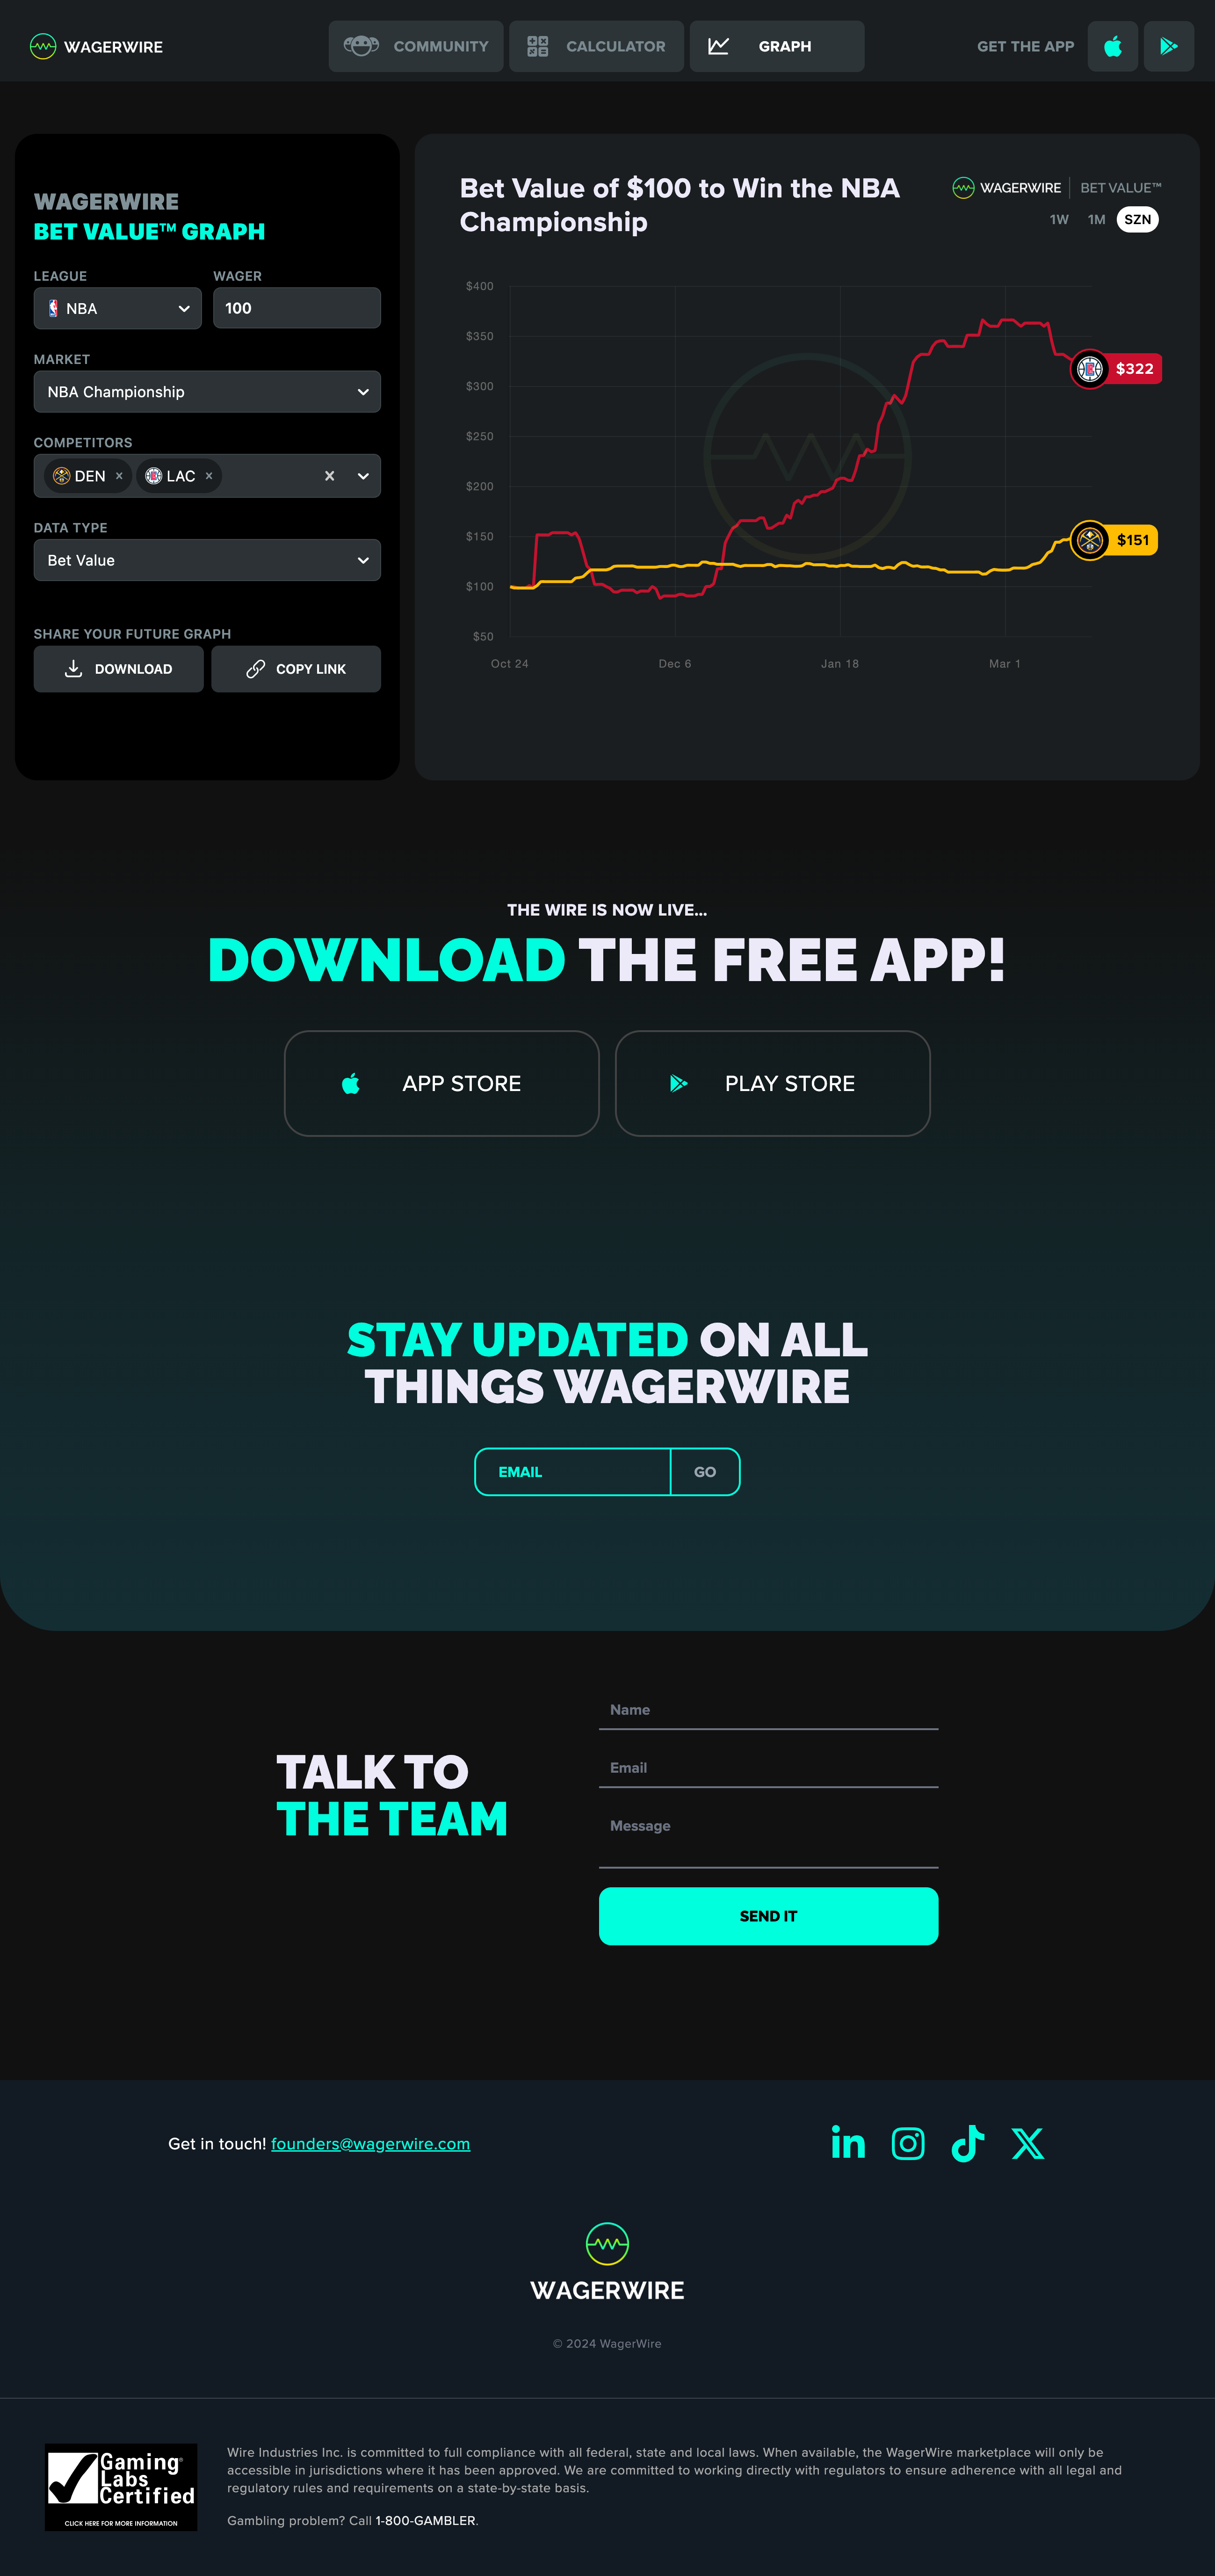 WAGERWIRE
COMMUNITY
CALCULATOR
GRAPH
GET THE APP
WAGERWIRE
BET VALUE™ GRAPH
LEAGUE
WAGER
NBA
100
MARKET
NBA Championship
COMPETITORS
DEN ×
LAC ×
×
DATA TYPE
Bet Value
SHARE YOUR FUTURE GRAPH
DOWNLOAD
COPY LINK
Bet Value of $100 to Win the NBA
Championship
WAGERWIRE | BET VALUE™
1W 1M SZN
$400
$350
$300
$250
$200
$150
$100
$50
Oct 24 Dec 6 Jan 18 Mar 1
$322
$151
THE WIRE IS NOW LIVE...
DOWNLOAD THE FREE APP!
APP STORE
PLAY STORE
STAY UPDATED ON ALL
THINGS WAGERWIRE
EMAIL
GO
TALK TO
THE TEAM
Name
Email
Message
SEND IT
Get in touch! founders@wagerwire.com
WAGERWIRE
© 2024 WagerWire
Gaming®
Labs
Certified
CLICK HERE FOR MORE INFORMATION
Wire Industries Inc. is committed to full compliance with all federal, state and local laws. When available, the WagerWire marketplace will only be
accessible in jurisdictions where it has been approved. We are committed to working directly with regulators to ensure adherence with all legal and
regulatory rules and requirements on a state-by-state basis.
Gambling problem? Call 1-800-GAMBLER.